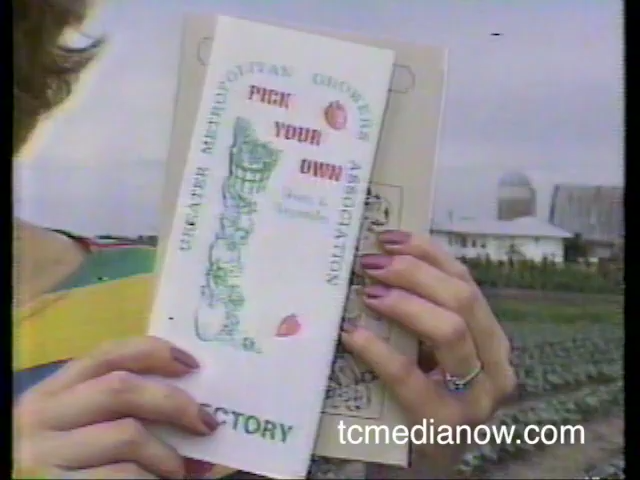 GREATER METROPOLITAN GROWERS ASSOCIATION
PICK
YOUR
OWN
ECTORY
tcmedianow.com